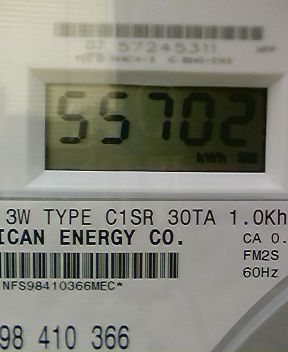 07 57245311
55702
kWh
3W TYPE C1SR 30TA 1.0Kh
ICAN ENERGY CO.
CA 0.
FM2S
60Hz
NFS98410366MEC*
98 410 366